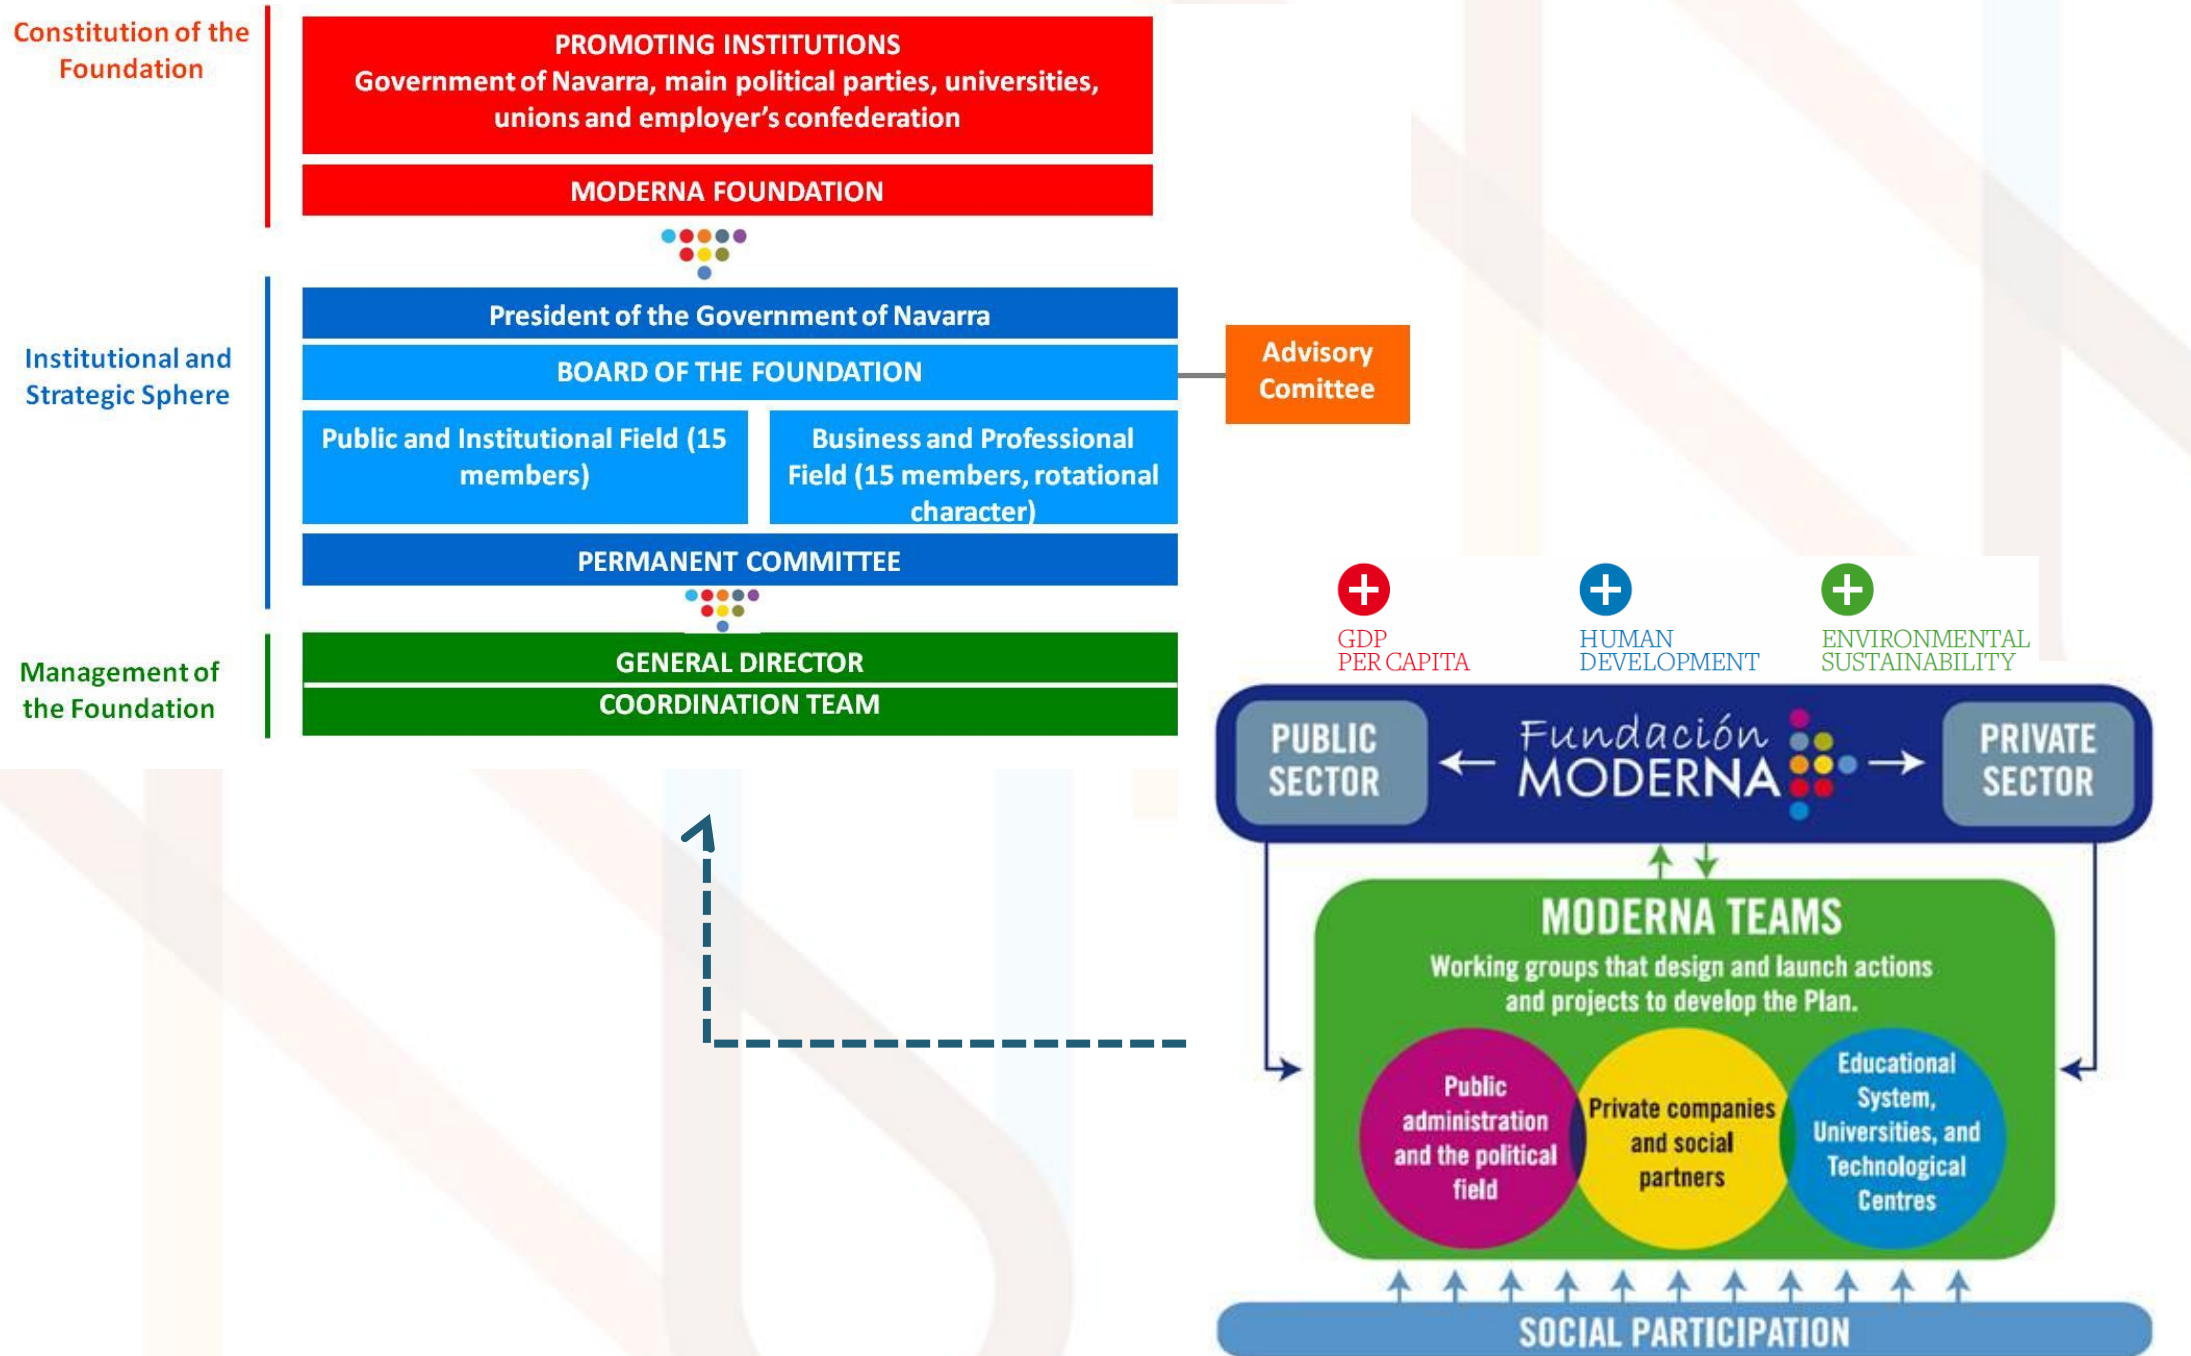 Constitution of the
Foundation
PROMOTING INSTITUTIONS
Government of Navarra, main political parties, universities,
unions and employer's confederation
MODERNA FOUNDATION
Institutional and
Strategic Sphere
President of the Government of Navarra
BOARD OF THE FOUNDATION
Advisory
Comittee
Public and Institutional Field (15
members)
Business and Professional
Field (15 members, rotational
character)
PERMANENT COMMITTEE
Management of
the Foundation
GENERAL DIRECTOR
COORDINATION TEAM
GDP
PER CAPITA
HUMAN
DEVELOPMENT
ENVIRONMENTAL
SUSTAINABILITY
PUBLIC
SECTOR
Fundación
MODERNA
PRIVATE
SECTOR
MODERNA TEAMS
Working groups that design and launch actions
and projects to develop the Plan.
Public
administration
and the political
field
Private companies
and social
partners
Educational
System,
Universities, and
Technological
Centres
SOCIAL PARTICIPATION